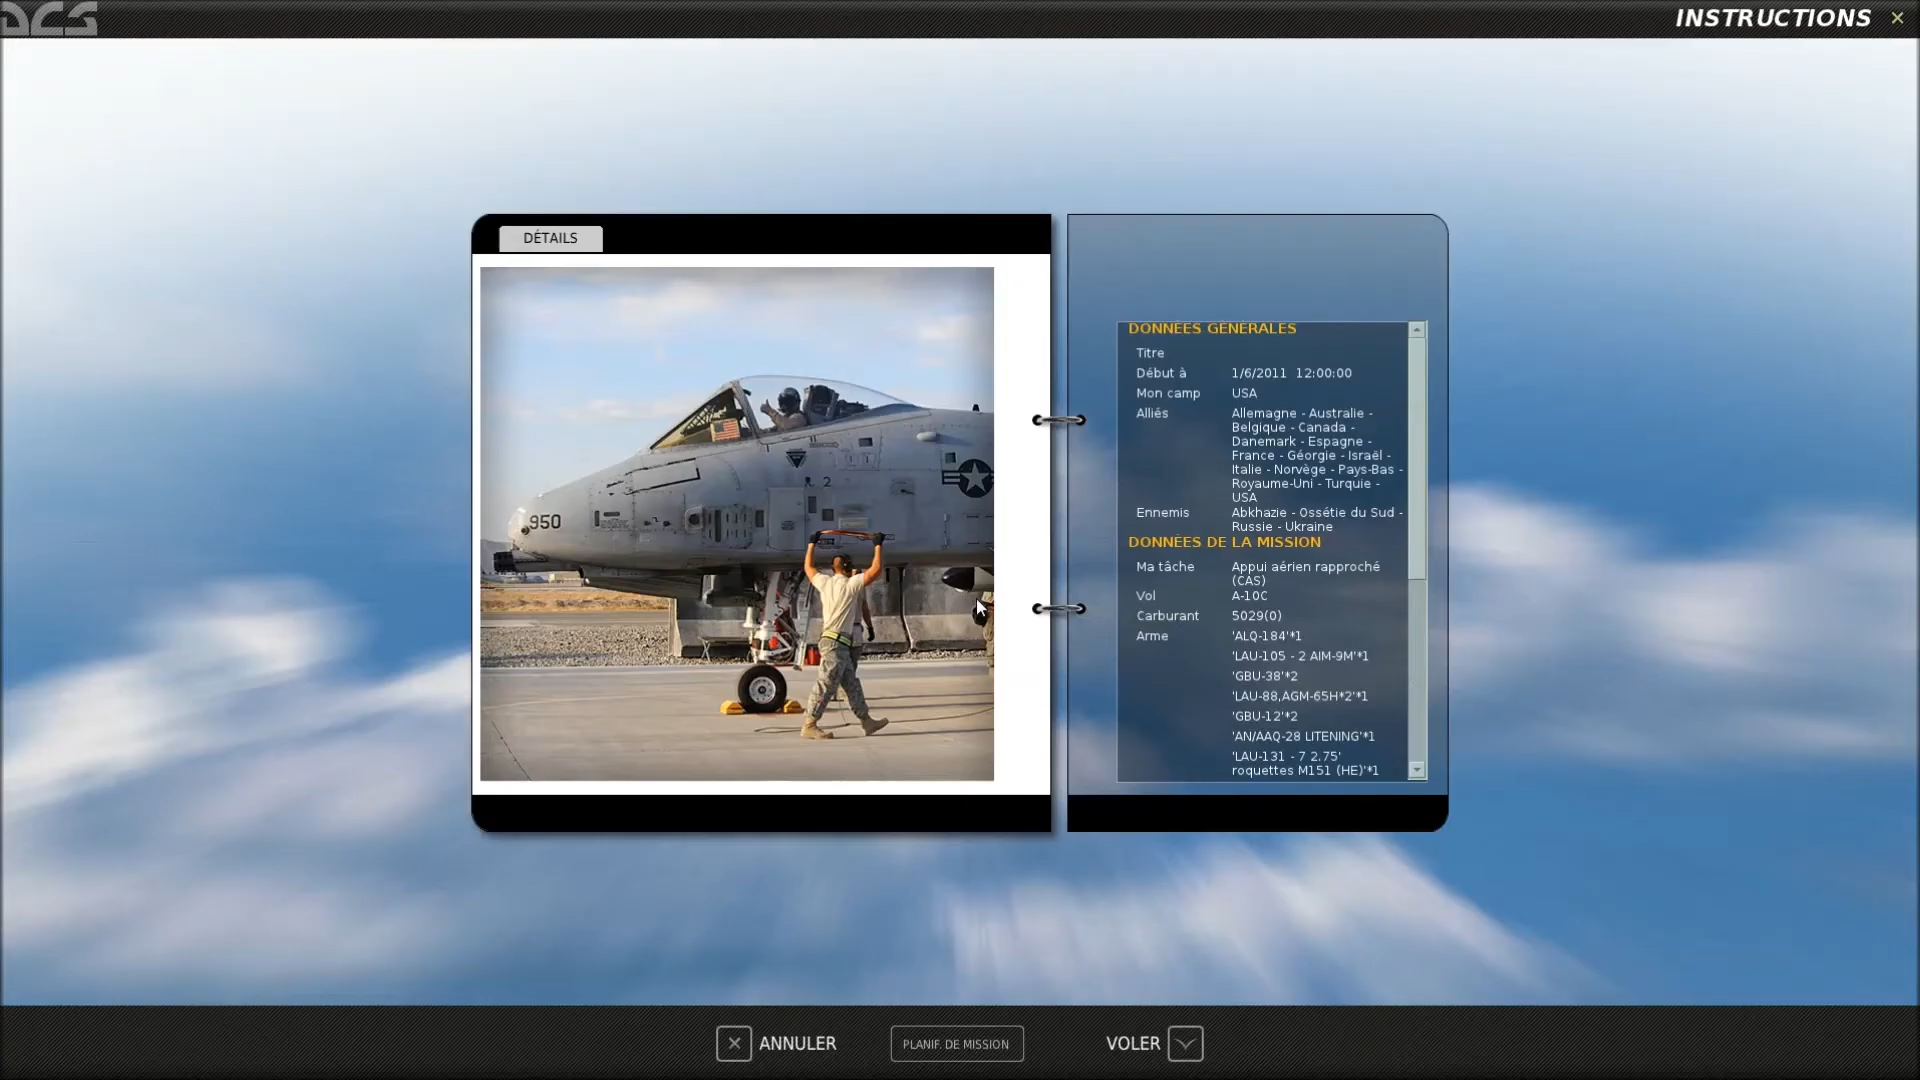 DCS
INSTRUCTIONS
DÉTAILS
950
2
DONNÉES GÉNÉRALES
Titre
Début à 1/6/2011 12:00:00
Mon camp USA
Alliés Allemagne - Australie -
Belgique - Canada -
Danemark - Espagne -
France - Géorgie - Israël -
Italie - Norvège - Pays-Bas -
Royaume-Uni - Turquie -
USA
Ennemis Abkhazie - Ossétie du Sud -
Russie - Ukraine
DONNÉES DE LA MISSION
Ma tâche Appui aérien rapproché
(CAS)
Vol A-10C
Carburant 5029(0)
Arme 'ALQ-184'*1
'LAU-105 - 2 AIM-9M'*1
'GBU-38'*2
'LAU-88,AGM-65H*2'*1
'GBU-12'*2
'AN/AAQ-28 LITENING'*1
'LAU-131 - 7 2.75'
roquettes M151 (HE)'*1
ANNULER
PLANIF. DE MISSION
VOLER